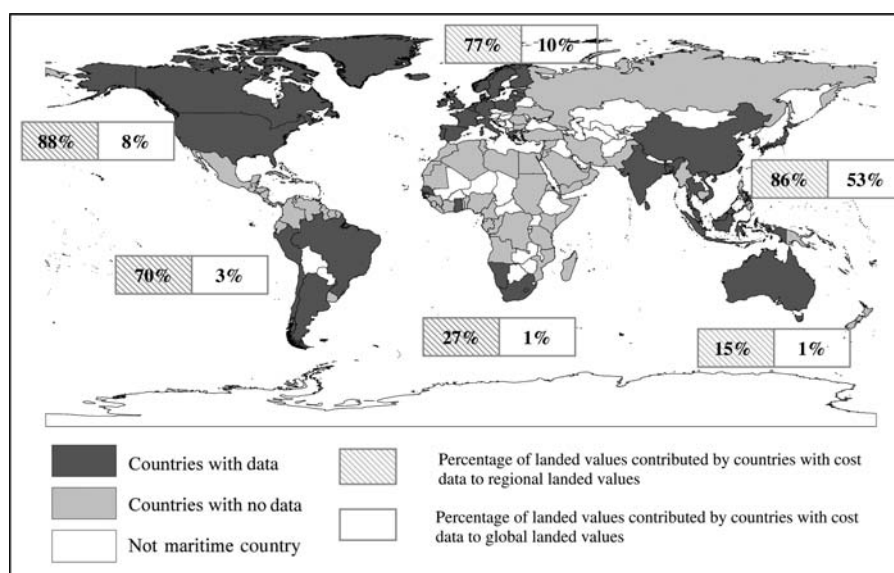 77% 10%
88% 8%
86% 53%
70% 3%
27% 1%
15% 1%
Countries with data
Countries with no data
Not maritime country
Percentage of landed values contributed by countries with cost
data to regional landed values
Percentage of landed values contributed by countries with cost
data to global landed values